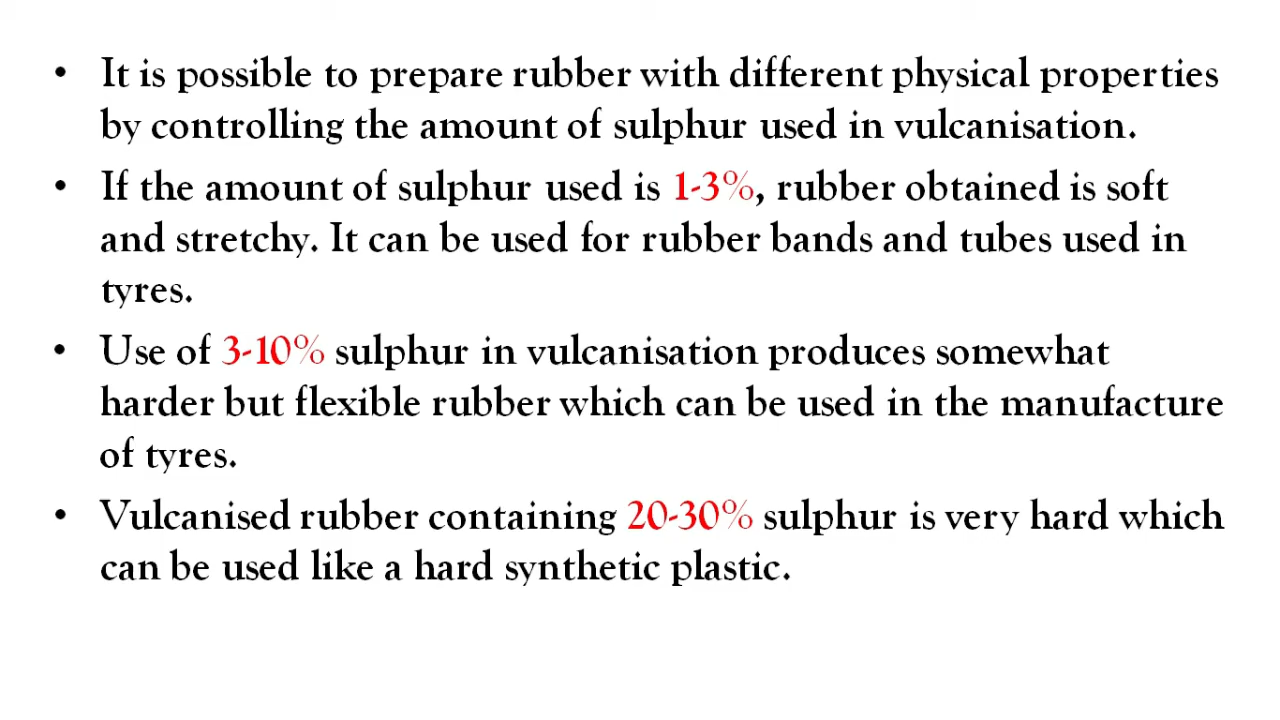 • It is possible to prepare rubber with different physical properties
by controlling the amount of sulphur used in vulcanisation.
• If the amount of sulphur used is 1-3%, rubber obtained is soft
and stretchy. It can be used for rubber bands and tubes used in
tyres.
• Use of 3-10% sulphur in vulcanisation produces somewhat
harder but flexible rubber which can be used in the manufacture
of tyres.
• Vulcanised rubber containing 20-30% sulphur is very hard which
can be used like a hard synthetic plastic.